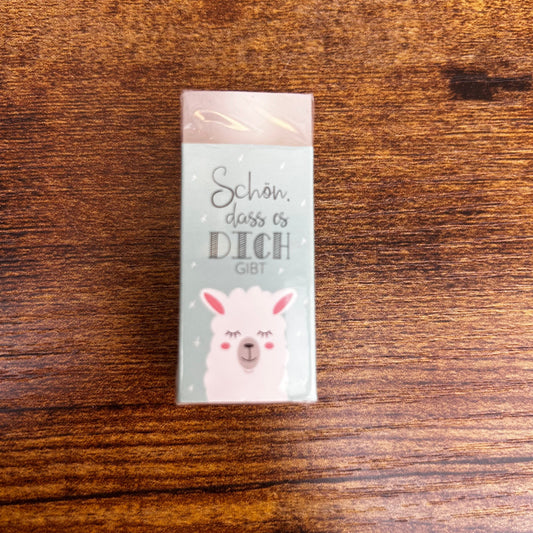 Schön,
dass es
DICH
GIBT